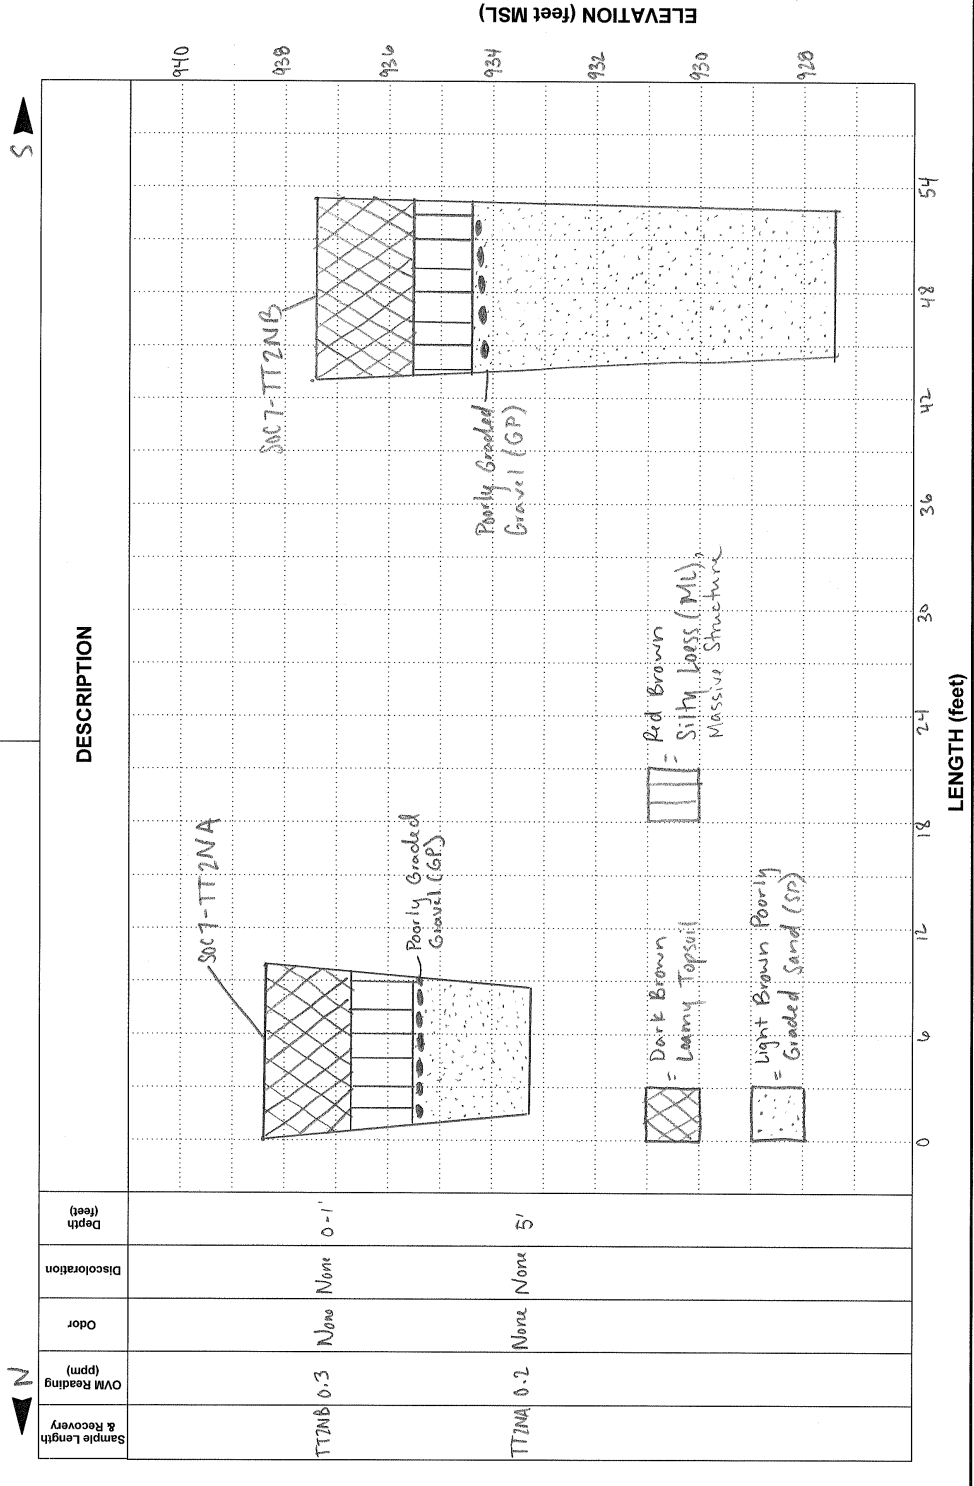 N
S
Sample Length
& Recovery
OVM Reading
(ppm)
Odor
Discoloration
Depth
(feet)
DESCRIPTION
ELEVATION (feet MSL)
940
938
936
934
932
930
928
TT2NB 0.3 None None 0-1'
TT2NA 0.2 None None 5'
SOC7-TT2NA
Poorly Graded
Gravel (GP)
SOC7-TT2NB
Poorly Graded
Gravel (GP)
= Dark Brown
Loamy Topsoil
= Red Brown
Silty Loess (ML),
Massive Structure
= Light Brown Poorly
Graded Sand (SP)
0
6
12
18
24
30
36
42
48
54
LENGTH (feet)